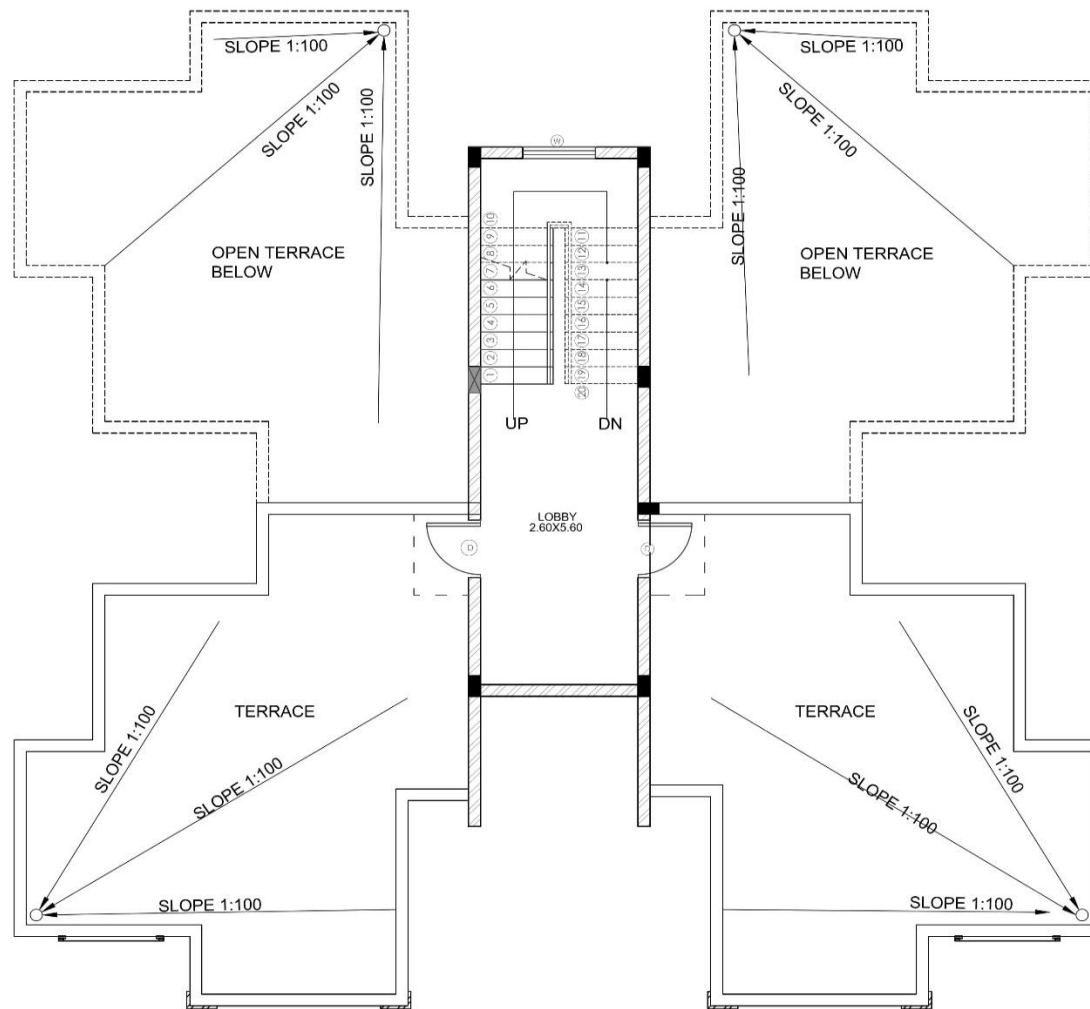 SLOPE 1:100
SLOPE 1:100
SLOPE 1:100
SLOPE 1:100
SLOPE 1:100
SLOPE 1:100
W
OPEN TERRACE
BELOW
OPEN TERRACE
BELOW
10
9
8
7
6
5
4
3
2
1
11
12
13
14
15
16
17
18
19
20
UP
DN
LOBBY
2.60X5.60
D
D
TERRACE
TERRACE
SLOPE 1:100
SLOPE 1:100
SLOPE 1:100
SLOPE 1:100
SLOPE 1:100
SLOPE 1:100